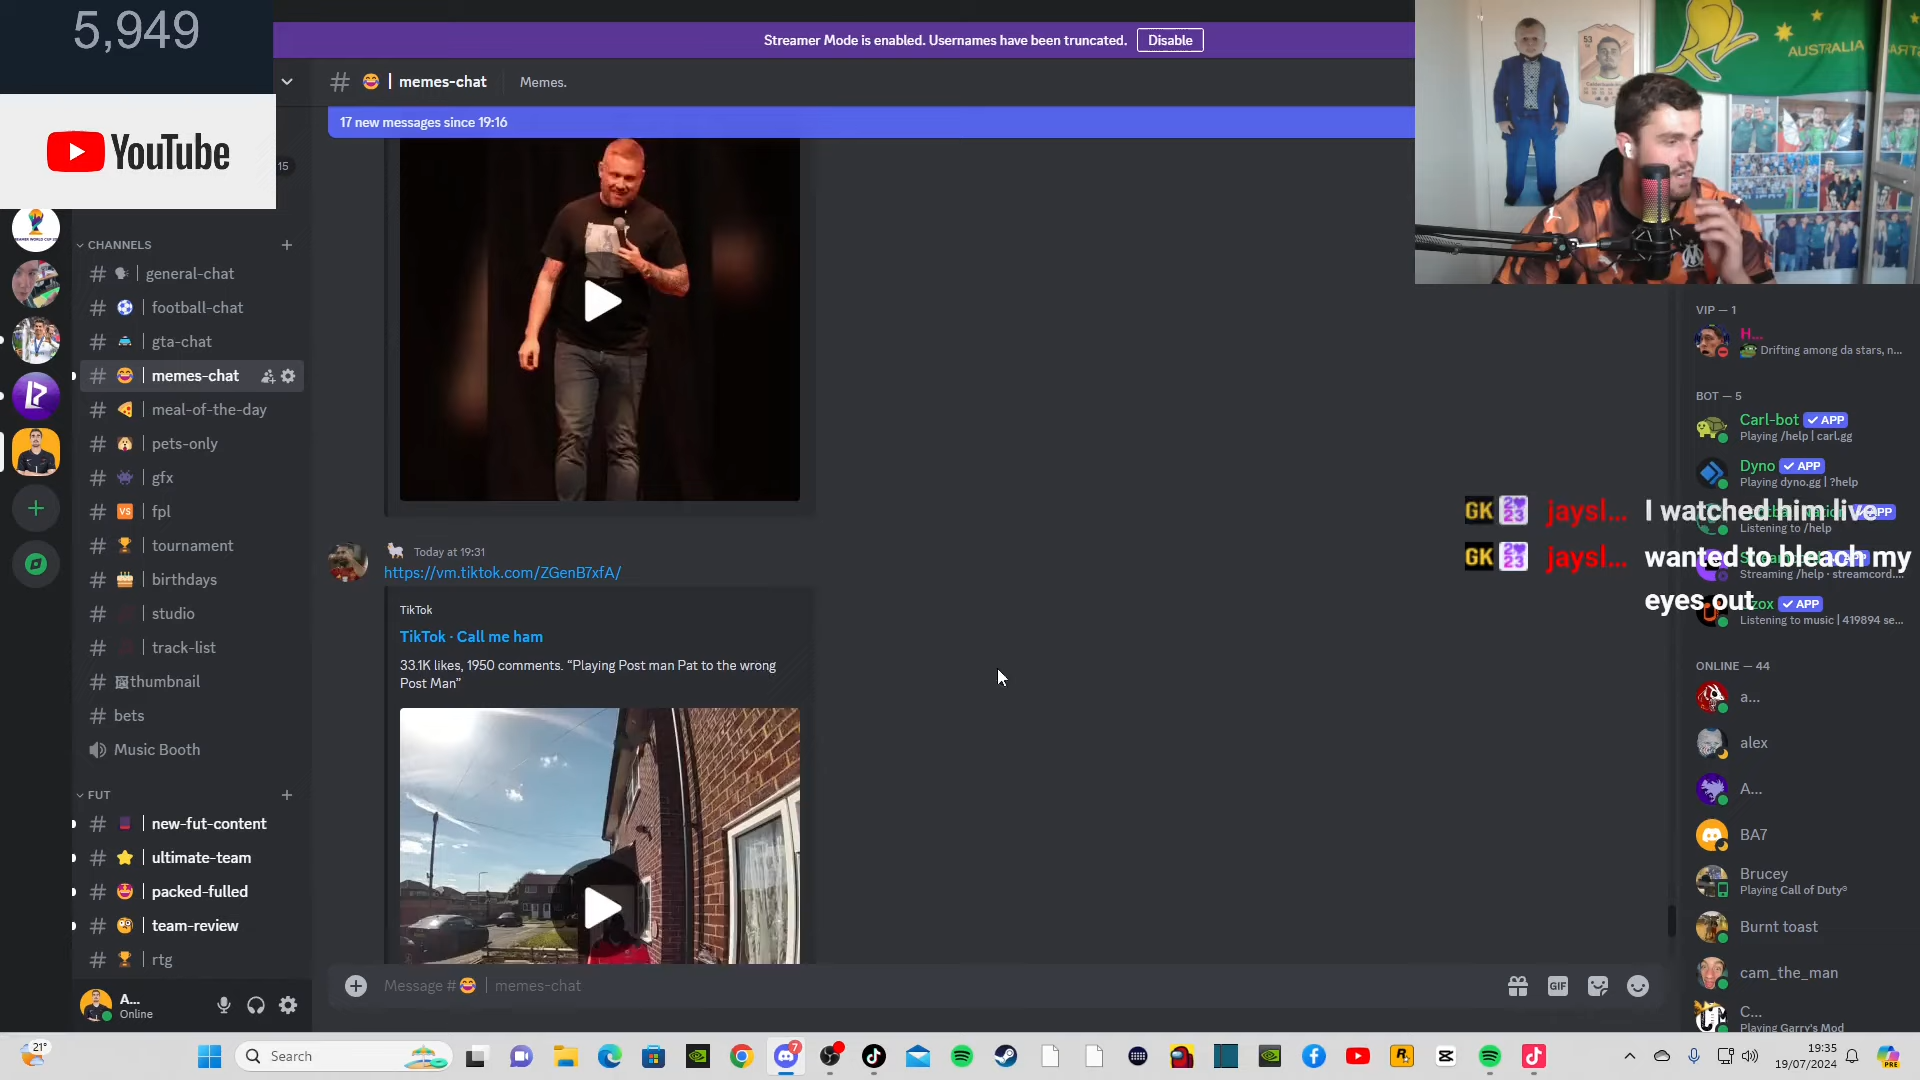 5,949
YouTube
Streamer Mode is enabled. Usernames have been truncated. Disable
# 😂 | memes-chat Memes.
17 new messages since 19:16
15
CHANNELS
general-chat
football-chat
gta-chat
memes-chat
meal-of-the-day
pets-only
gfx
VS fpl
tournament
birthdays
studio
track-list
thumbnail
bets
Music Booth
FUT
new-fut-content
ultimate-team
packed-fulled
team-review
rtg
A...
Online
Today at 19:31
https://vm.tiktok.com/ZGenB7xfA/
TikTok
TikTok · Call me ham
33.1K likes, 1950 comments. “Playing Post man Pat to the wrong
Post Man”
Message # 😂 | memes-chat
GIF
53
AUSTRALIA
VIP — 1
H...
Drifting among da stars, n...
BOT — 5
Carl-bot ✓ APP
Playing /help | carl.gg
Dyno ✓ APP
Playing dyno.gg | ?help
GK 2023 jaysl... I watched him live
APP
Listening to /help
GK 2023 jaysl... wanted to bleach my
eyes out
Streaming /help · streamcord....
✓ APP
Listening to music | 419894 se...
ONLINE — 44
a...
alex
A...
BA7
Brucey
Playing Call of Duty®
Burnt toast
cam_the_man
C...
Playing Garry's Mod
21°
Search
7
19:35
19/07/2024
PRE